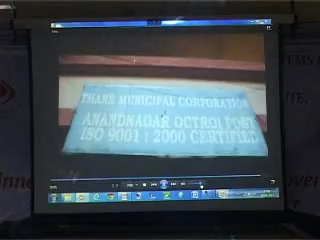 THANE MUNICIPAL CORPORATION
ANANDNAGAR OCTROI POST
ISO 9001 : 2000 CERTIFIED